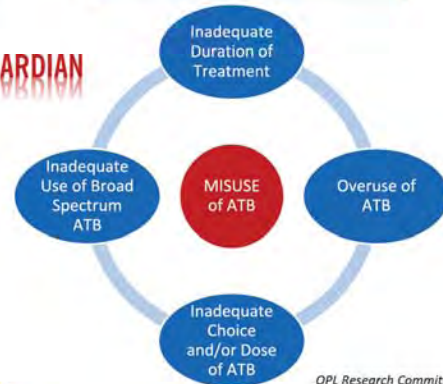 Inadequate
Duration of
Treatment
ARDIAN
Inadequate
Use of Broad
Spectrum
ATB
MISUSE
of ATB
Overuse of
ATB
Inadequate
Choice
and/or Dose
of ATB
OPL Research Commit